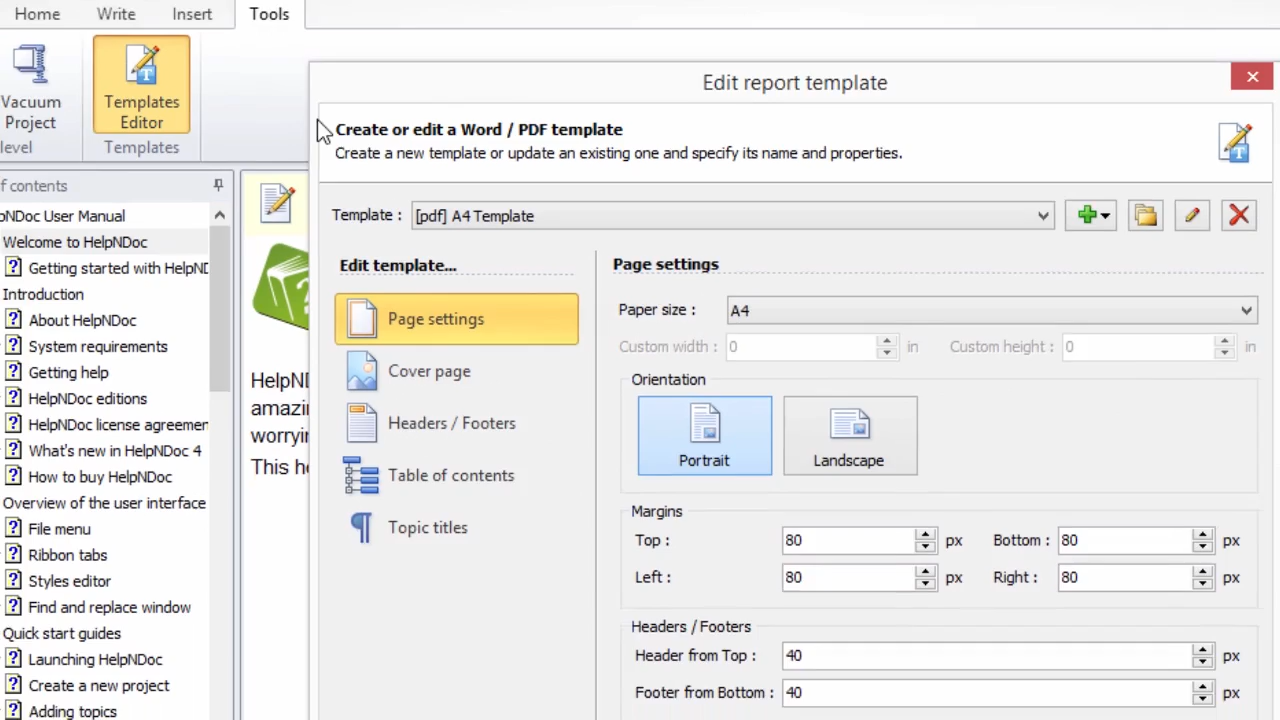 Home Write Insert Tools
Vacuum
Project
Templates
Editor
level
Templates
Edit report template
Create or edit a Word / PDF template
Create a new template or update an existing one and specify its name and properties.
f contents
pNDoc User Manual
Welcome to HelpNDoc
Getting started with HelpND
Introduction
About HelpNDoc
System requirements
Getting help
HelpNDoc editions
HelpNDoc license agreemen
What's new in HelpNDoc 4
How to buy HelpNDoc
Overview of the user interface
File menu
Ribbon tabs
Styles editor
Find and replace window
Quick start guides
Launching HelpNDoc
Create a new project
Adding topics
HelpND
amazin
worryin
This he
Template : [pdf] A4 Template
Edit template...
Page settings
Cover page
Headers / Footers
Table of contents
Topic titles
Page settings
Paper size : A4
Custom width : 0 in Custom height : 0 in
Orientation
Portrait Landscape
Margins
Top : 80 px Bottom : 80 px
Left : 80 px Right : 80 px
Headers / Footers
Header from Top : 40 px
Footer from Bottom : 40 px